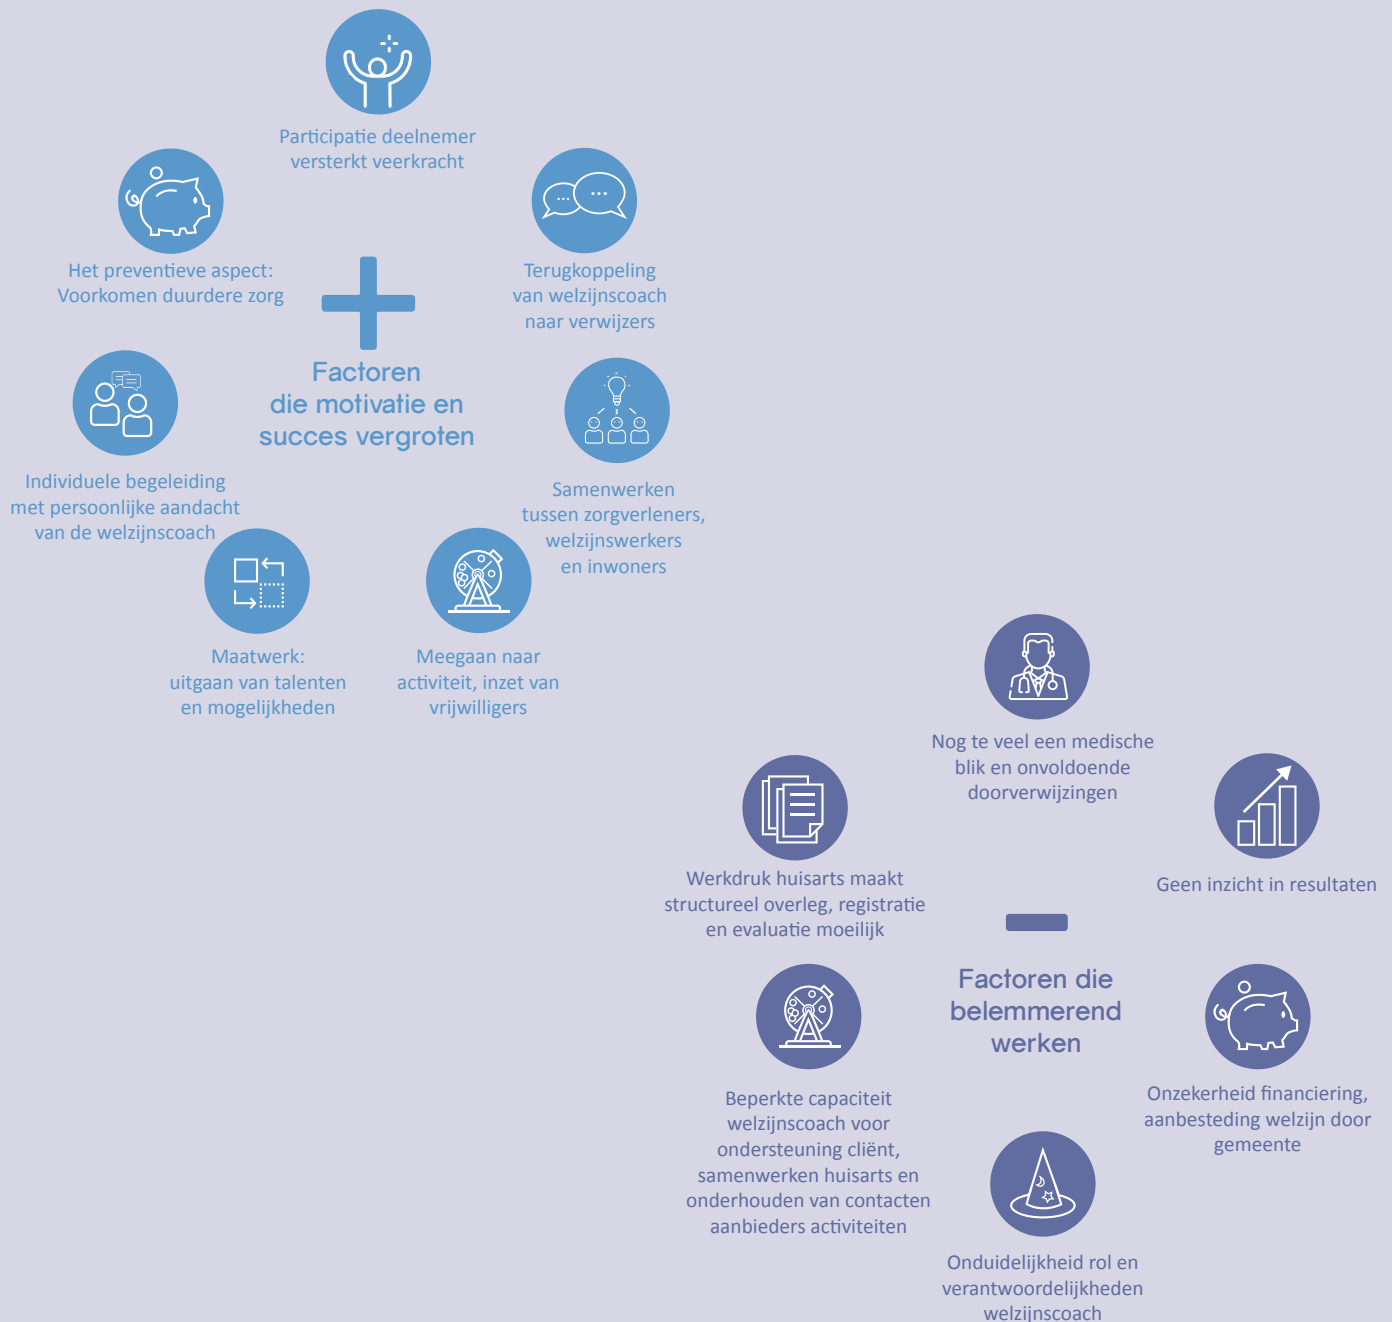 Participatie deelnemer
versterkt veerkracht
Het preventieve aspect:
Voorkomen duurdere zorg
Terugkoppeling
van welzijnscoach
naar verwijzers
Factoren
die motivatie en
succes vergroten
Individuele begeleiding
met persoonlijke aandacht
van de welzijnscoach
Samenwerken
tussen zorgverleners,
welzijnswerkers
en inwoners
Maatwerk:
uitgaan van talenten
en mogelijkheden
Meegaan naar
activiteit, inzet van
vrijwilligers
Nog te veel een medische
blik en onvoldoende
doorverwijzingen
Werkdruk huisarts maakt
structureel overleg, registratie
en evaluatie moeilijk
Geen inzicht in resultaten
Factoren die
belemmerend
werken
Beperkte capaciteit
welzijnscoach voor
ondersteuning cliënt,
samenwerken huisarts en
onderhouden van contacten
aanbieders activiteiten
Onzekerheid financiering,
aanbesteding welzijn door
gemeente
Onduidelijkheid rol en
verantwoordelijkheden
welzijnscoach